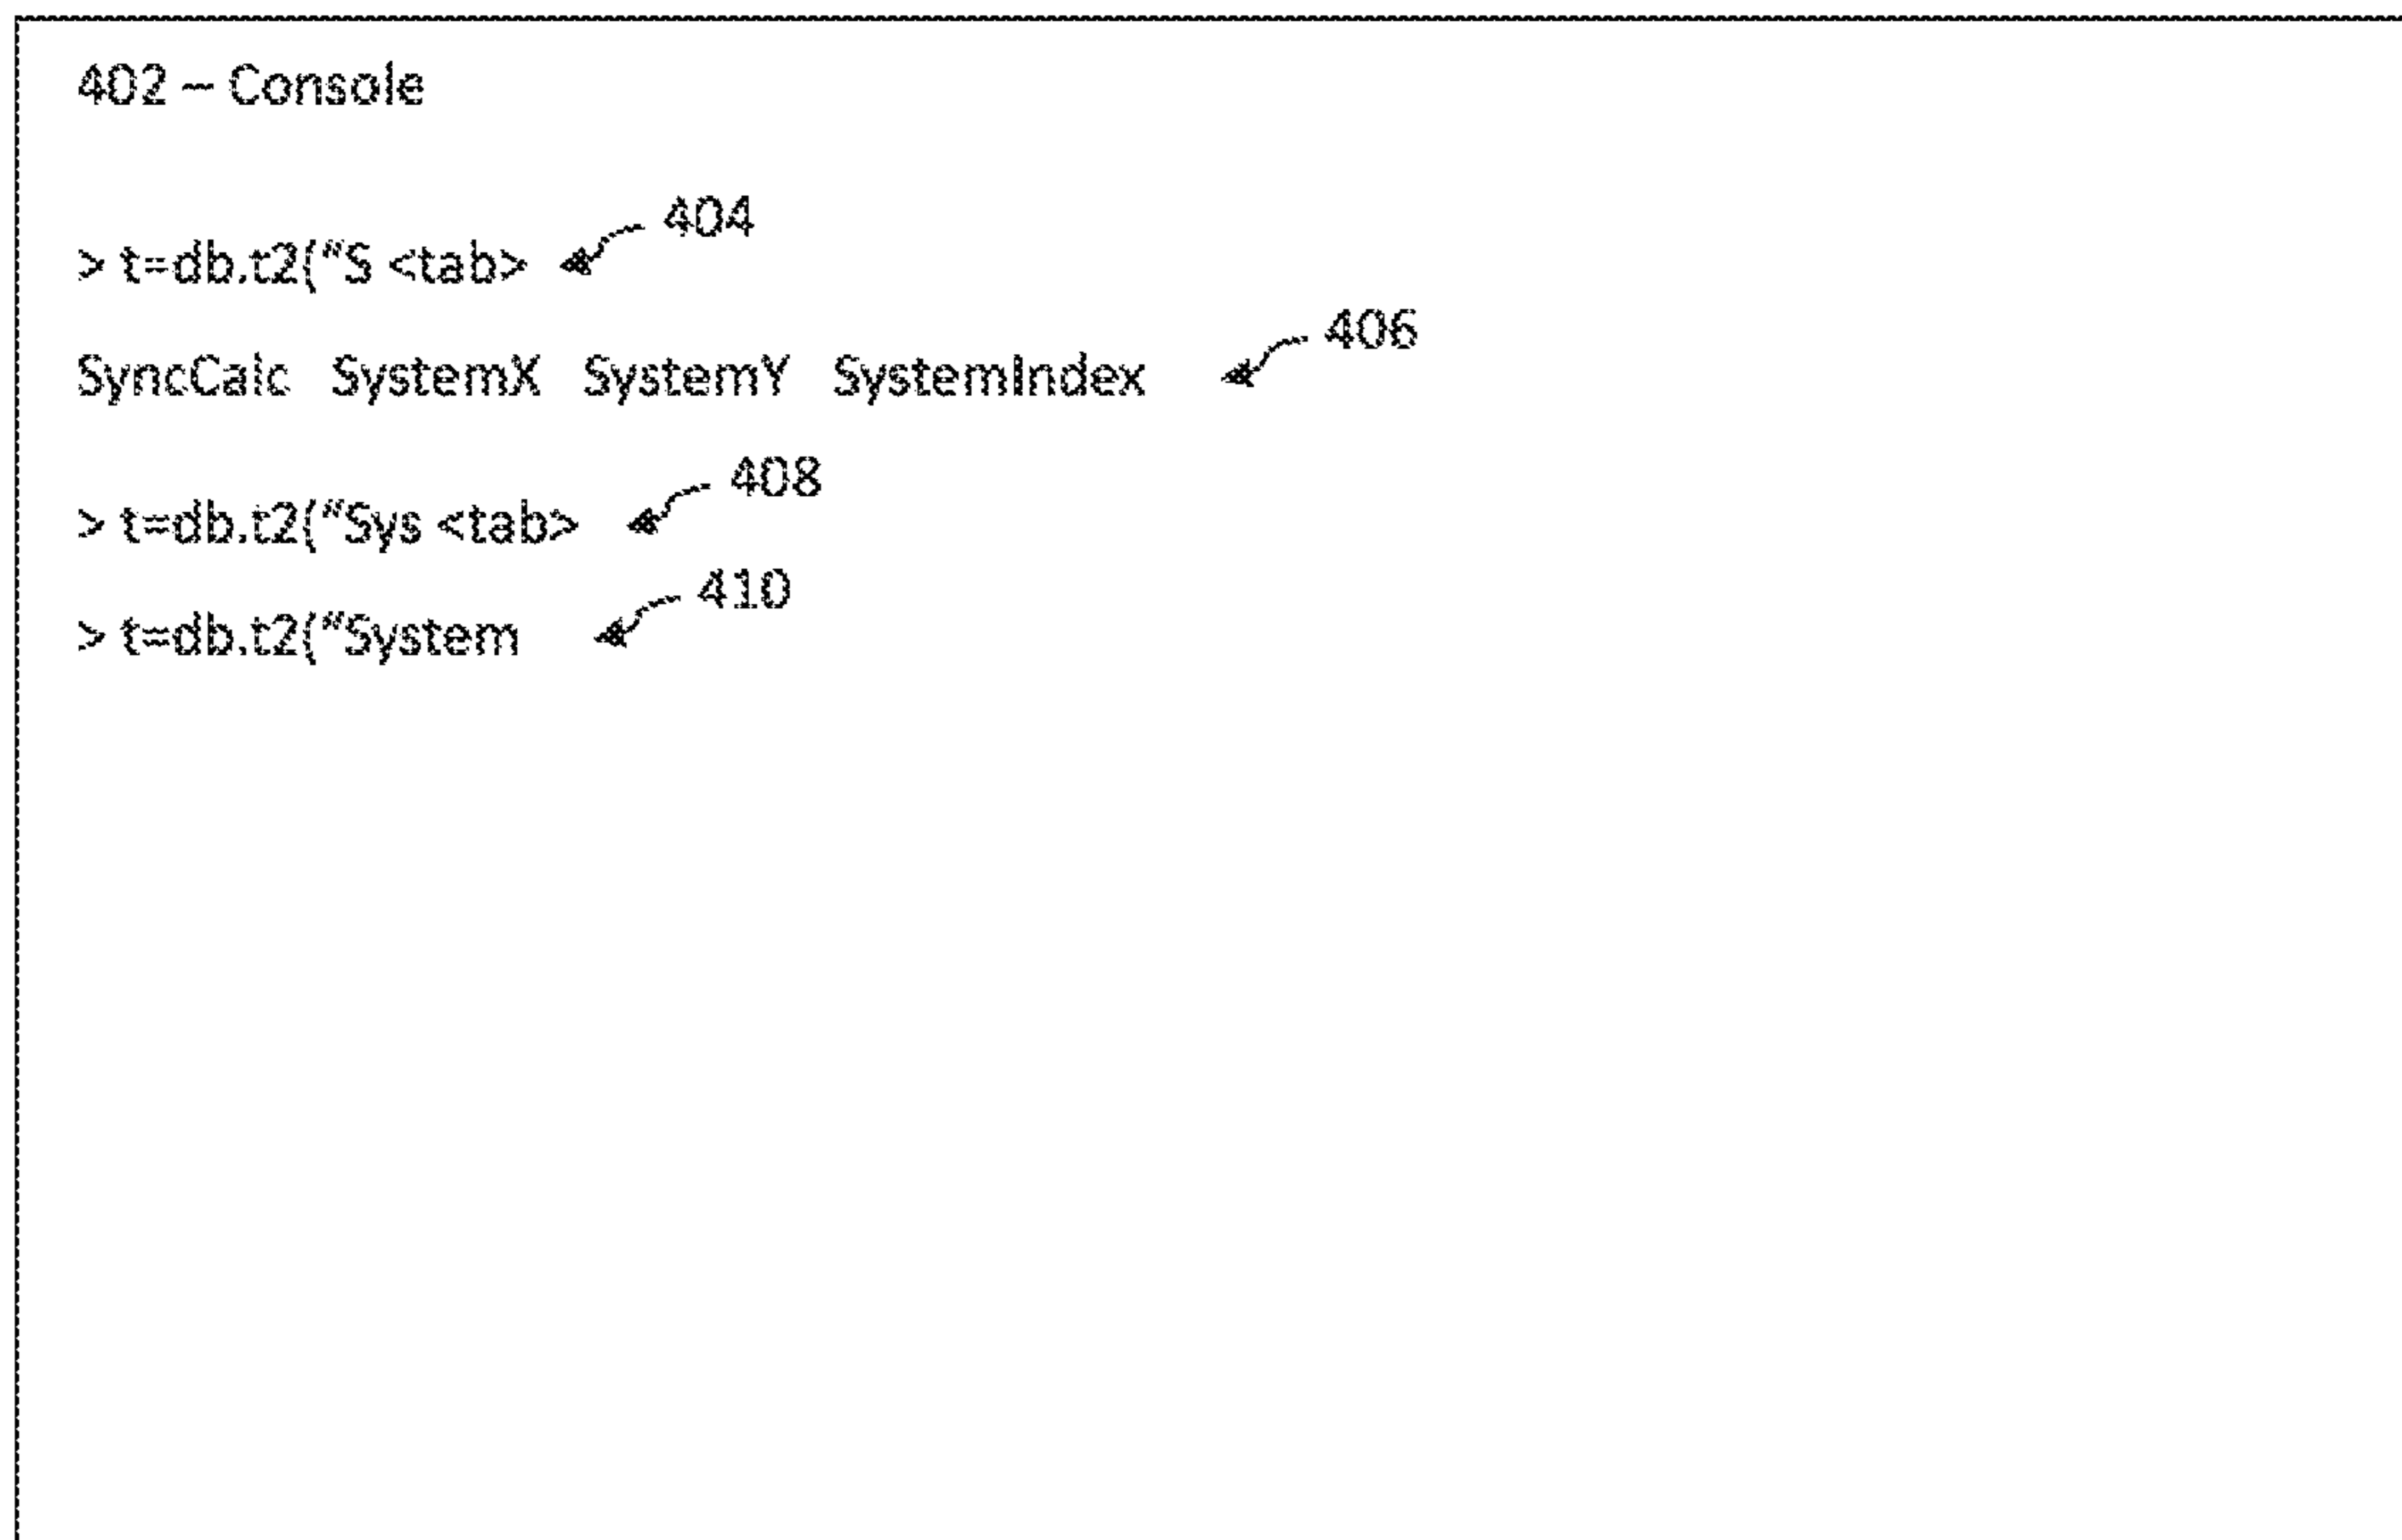 402 – Console
404
> t=db.t2(“S <tab>
406
SyncCalc SystemX SystemY SystemIndex
408
> t=db.t2(“Sys <tab>
410
> t=db.t2(“System